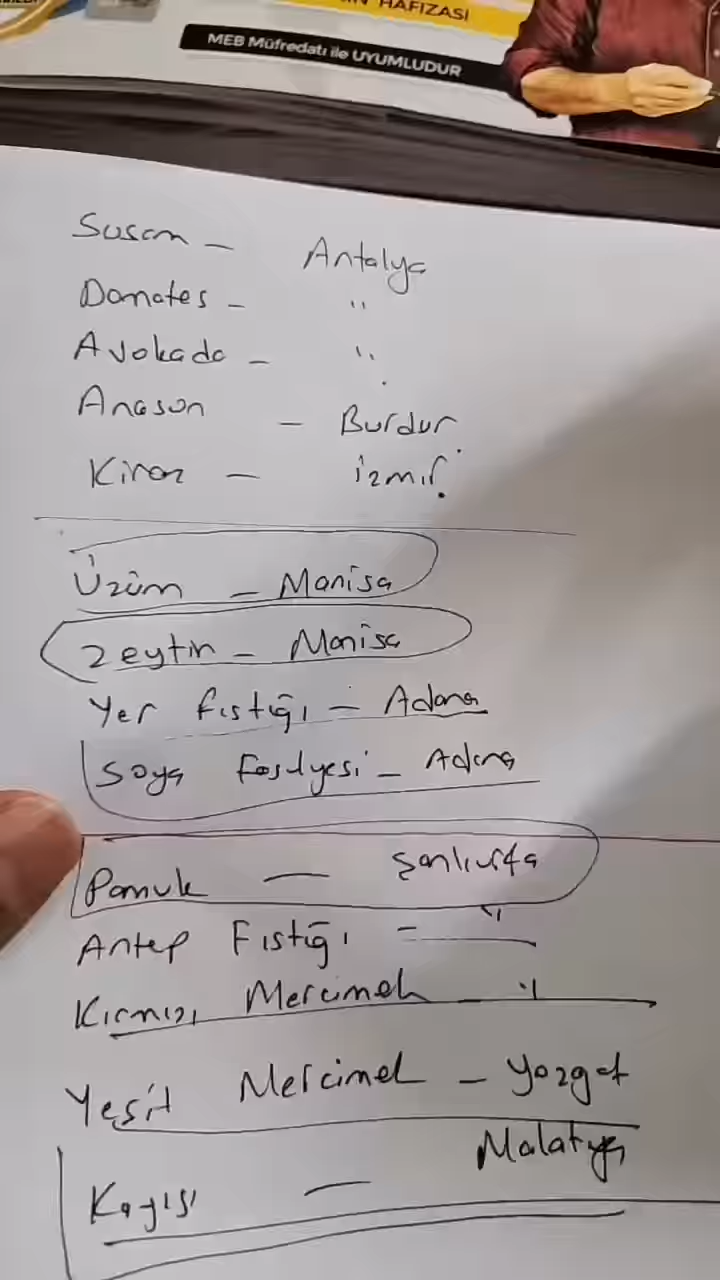 HAFIZASI
MEB Müfredatı ile UYUMLUDUR
Susam - Antalya
Domates - "
Avokado - "
Anason - Burdur
Kiraz - İzmir
Üzüm - Manisa
Zeytin - Manisa
Yer fıstığı - Adana
Soya Fasulyesi - Adana
Pamuk - Şanlıurfa
Antep Fıstığı - "
Kırmızı Mercimek - "
Yeşil Mercimek - Yozgat
Kayısı - Malatya